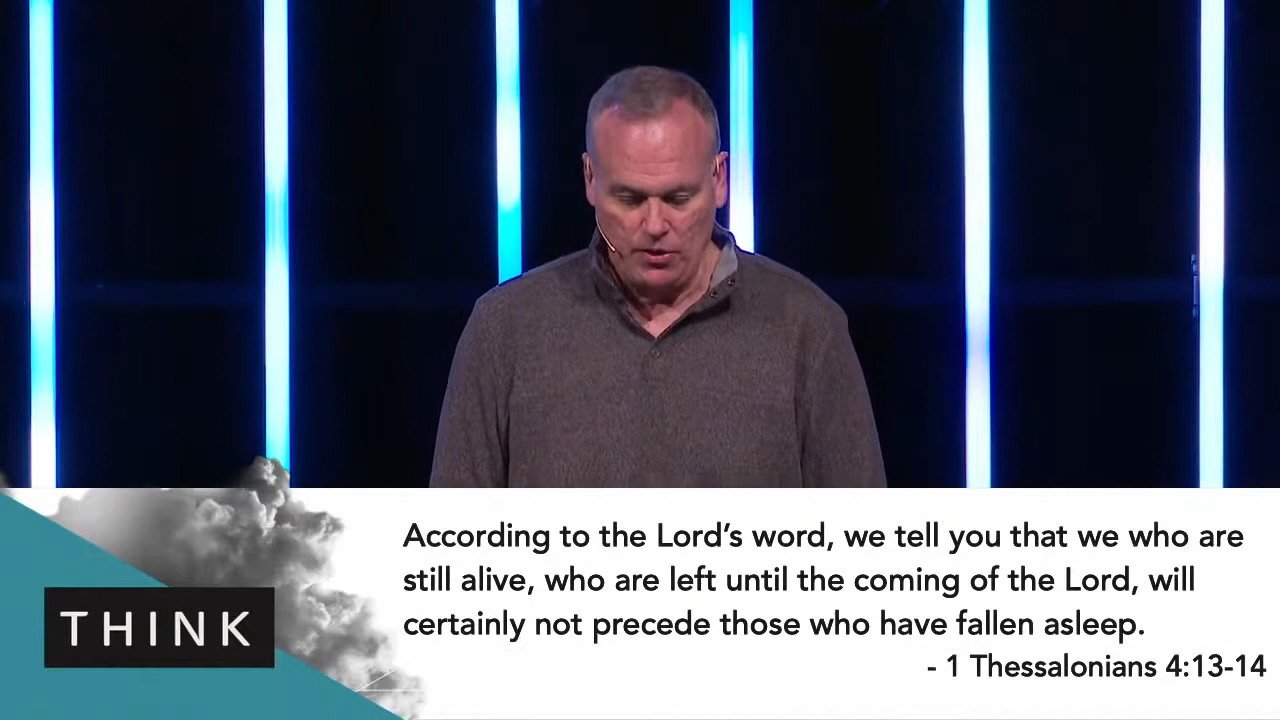 According to the Lord's word, we tell you that we who are
still alive, who are left until the coming of the Lord, will
certainly not precede those who have fallen asleep.
- 1 Thessalonians 4:13-14
THINK